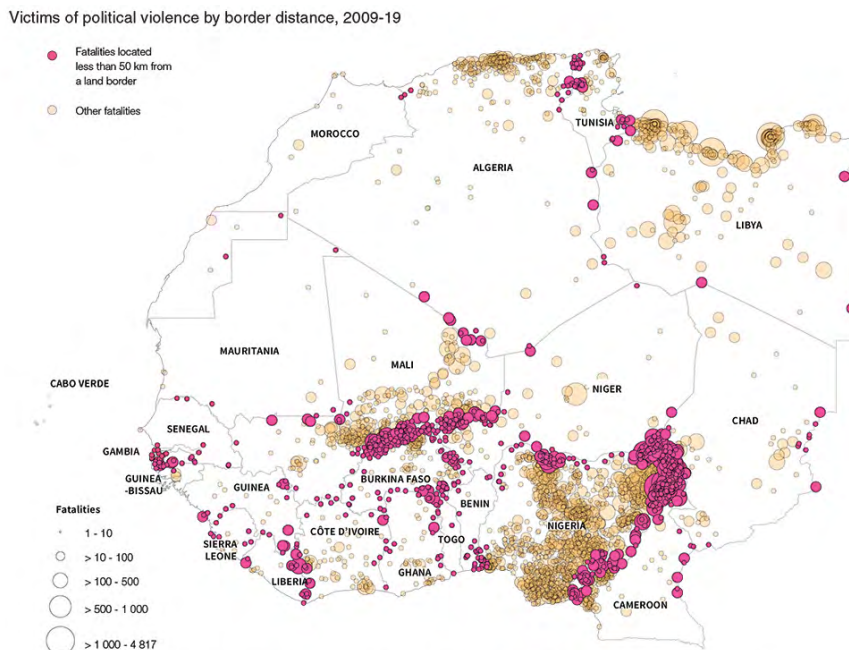 Victims of political violence by border distance, 2009-19
Fatalities located
less than 50 km from
a land border
Other fatalities
TUNISIA
MOROCCO
ALGERIA
LIBYA
MAURITANIA
MALI
CABO VERDE
NIGER
CHAD
SENEGAL
GAMBIA
GUINEA
-BISSAU
GUINEA
BURKINA FASO
BENIN
NIGERIA
CÔTE D'IVOIRE
TOGO
SIERRA
LEONE
GHANA
LIBERIA
CAMEROON
Fatalities
1 - 10
> 10 - 100
> 100 - 500
> 500 - 1 000
> 1 000 - 4 817